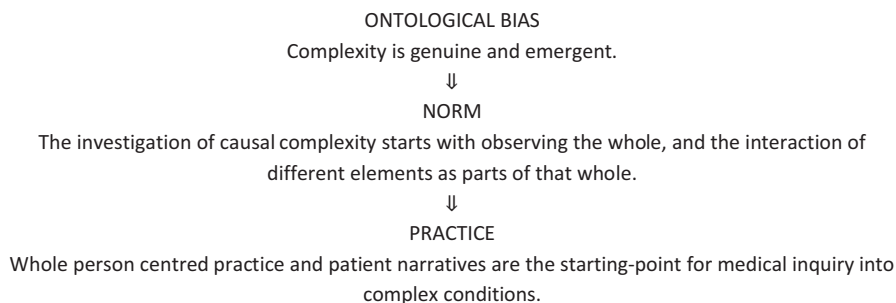 ONTOLOGICAL BIAS
Complexity is genuine and emergent.
⇓
NORM
The investigation of causal complexity starts with observing the whole, and the interaction of
different elements as parts of that whole.
⇓
PRACTICE
Whole person centred practice and patient narratives are the starting-point for medical inquiry into
complex conditions.